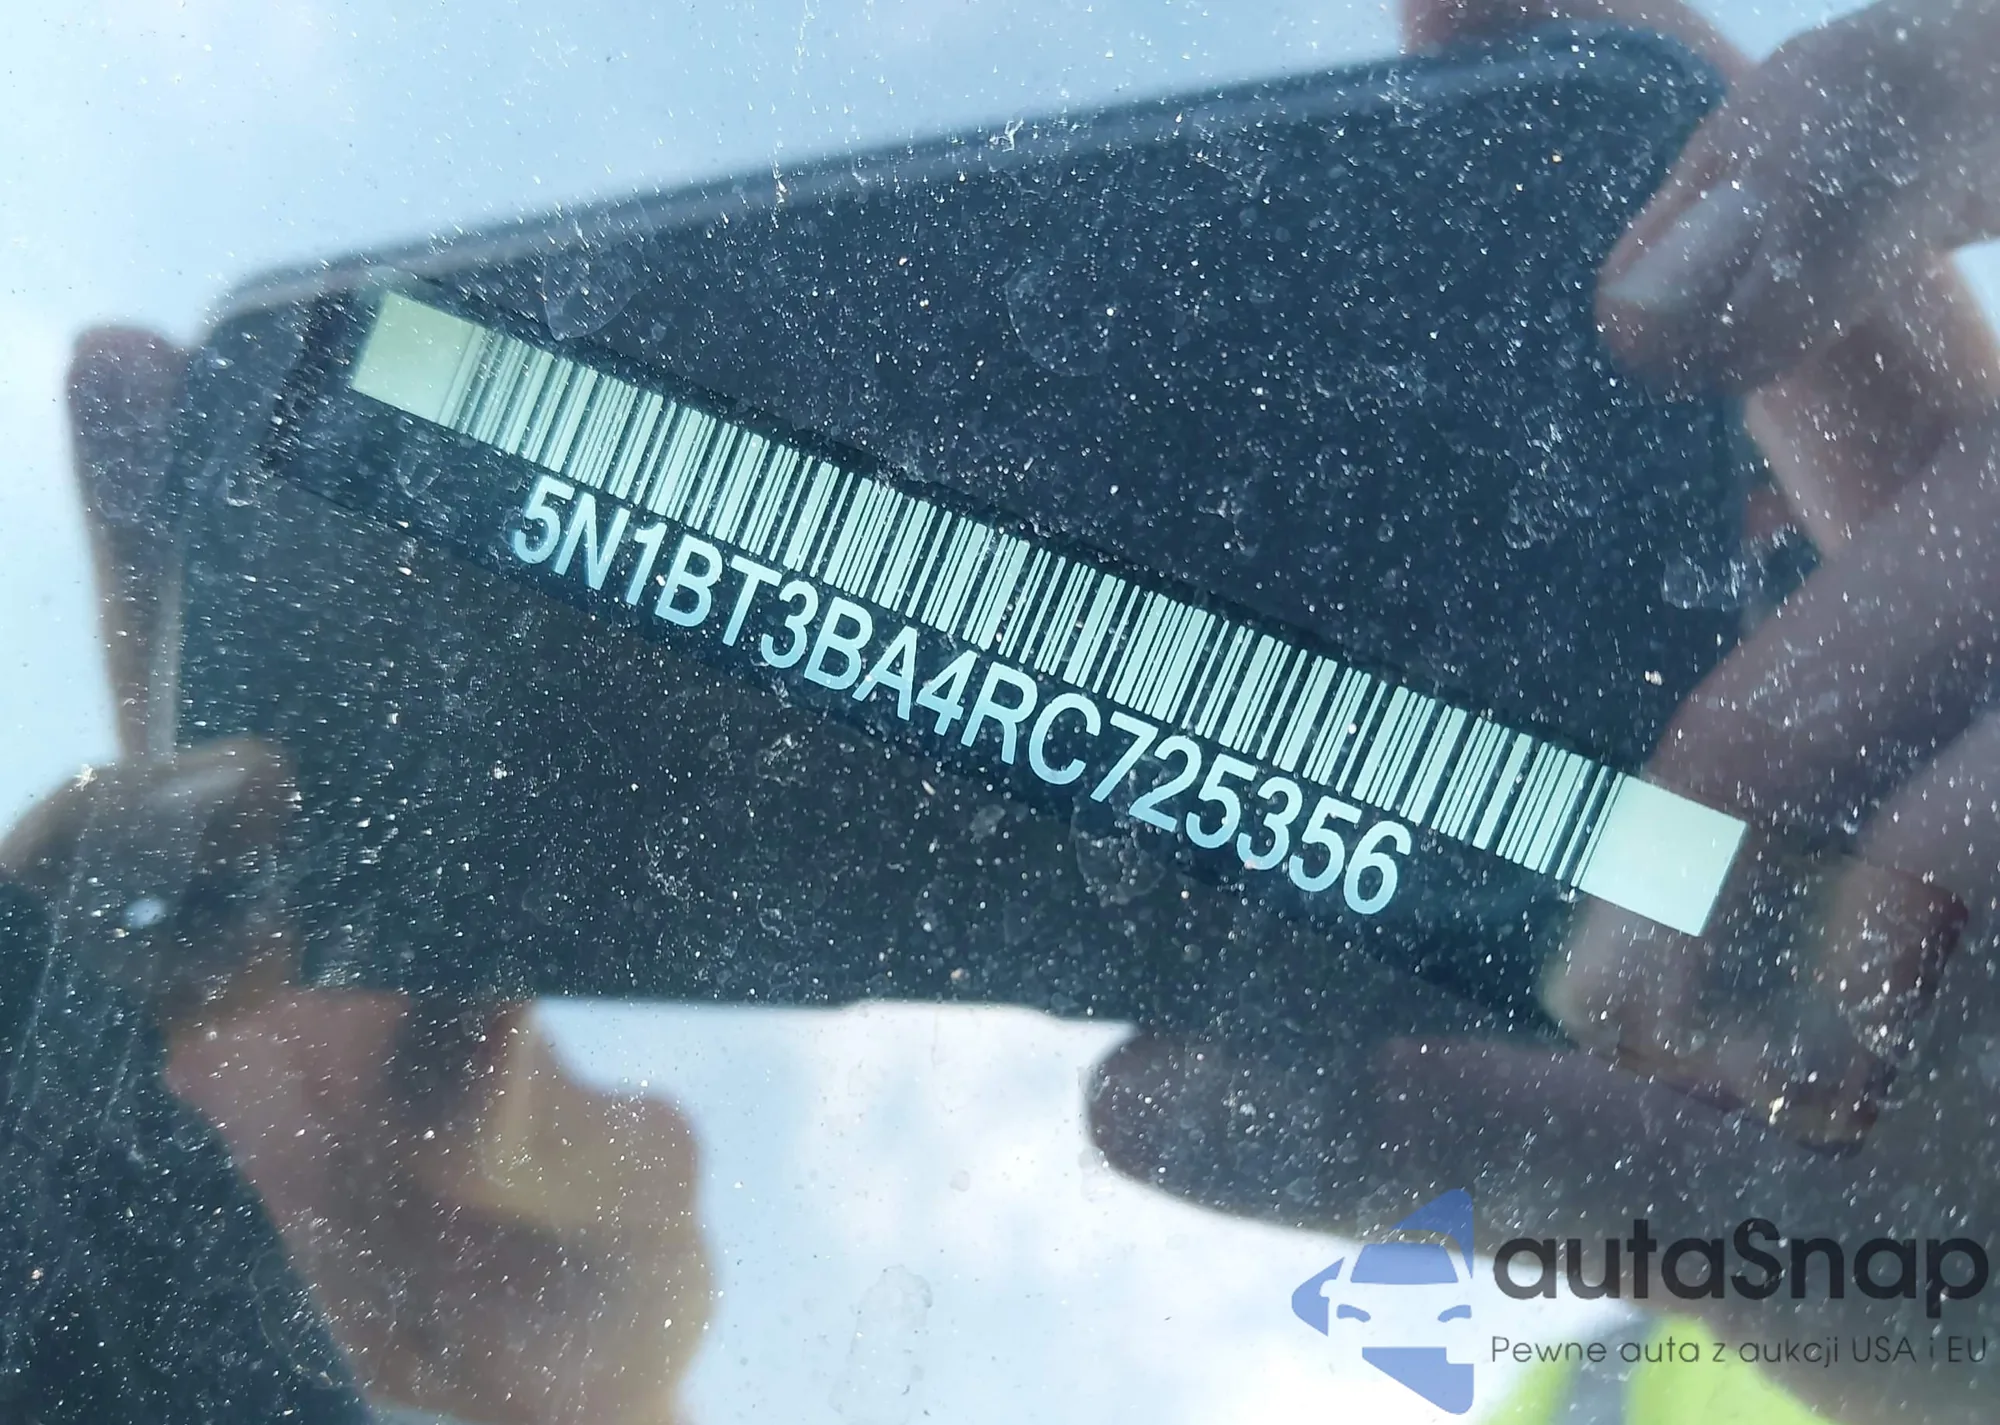 5N1BT3BA4RC725356
autaSnap
Pewne auta z aukcji USA i EU